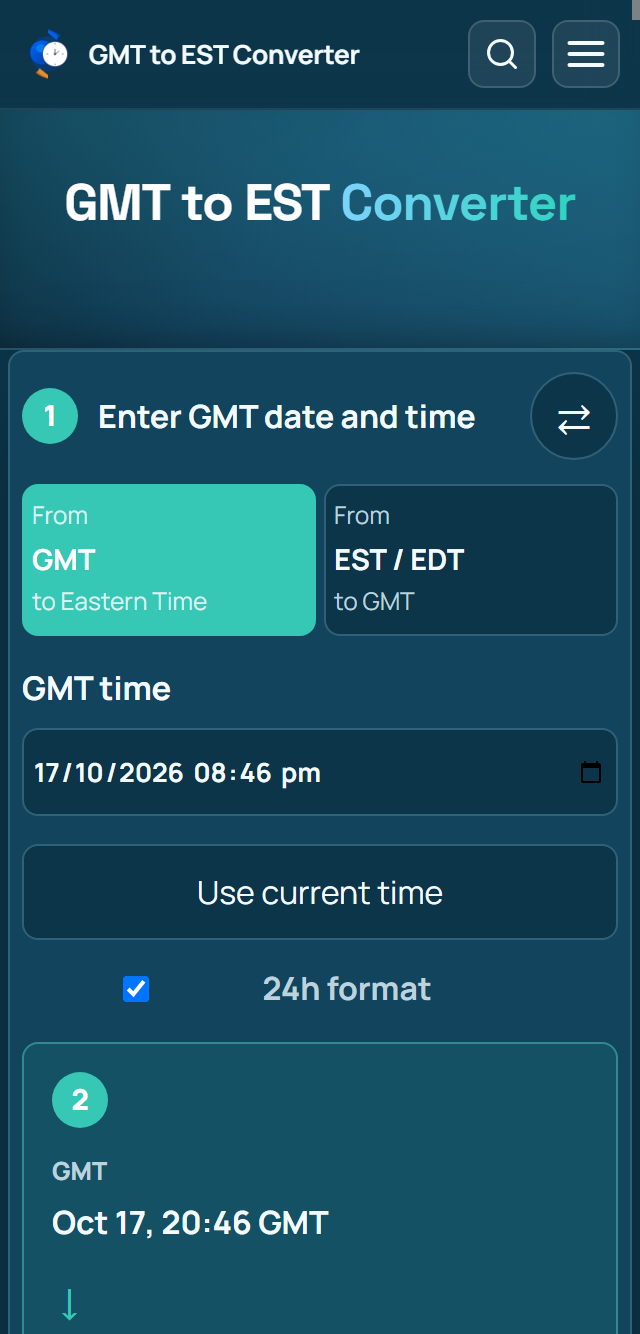 GMT to EST Converter
GMT to EST Converter
1 Enter GMT date and time
From
GMT
to Eastern Time
From
EST / EDT
to GMT
GMT time
17/10/2026 08:46 pm
Use current time
24h format
2
GMT
Oct 17, 20:46 GMT
↓